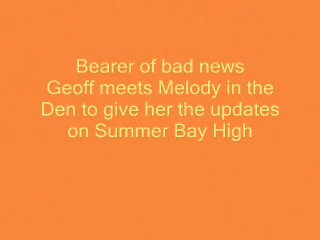 Bearer of bad news
Geoff meets Melody in the
Den to give her the updates
on Summer Bay High